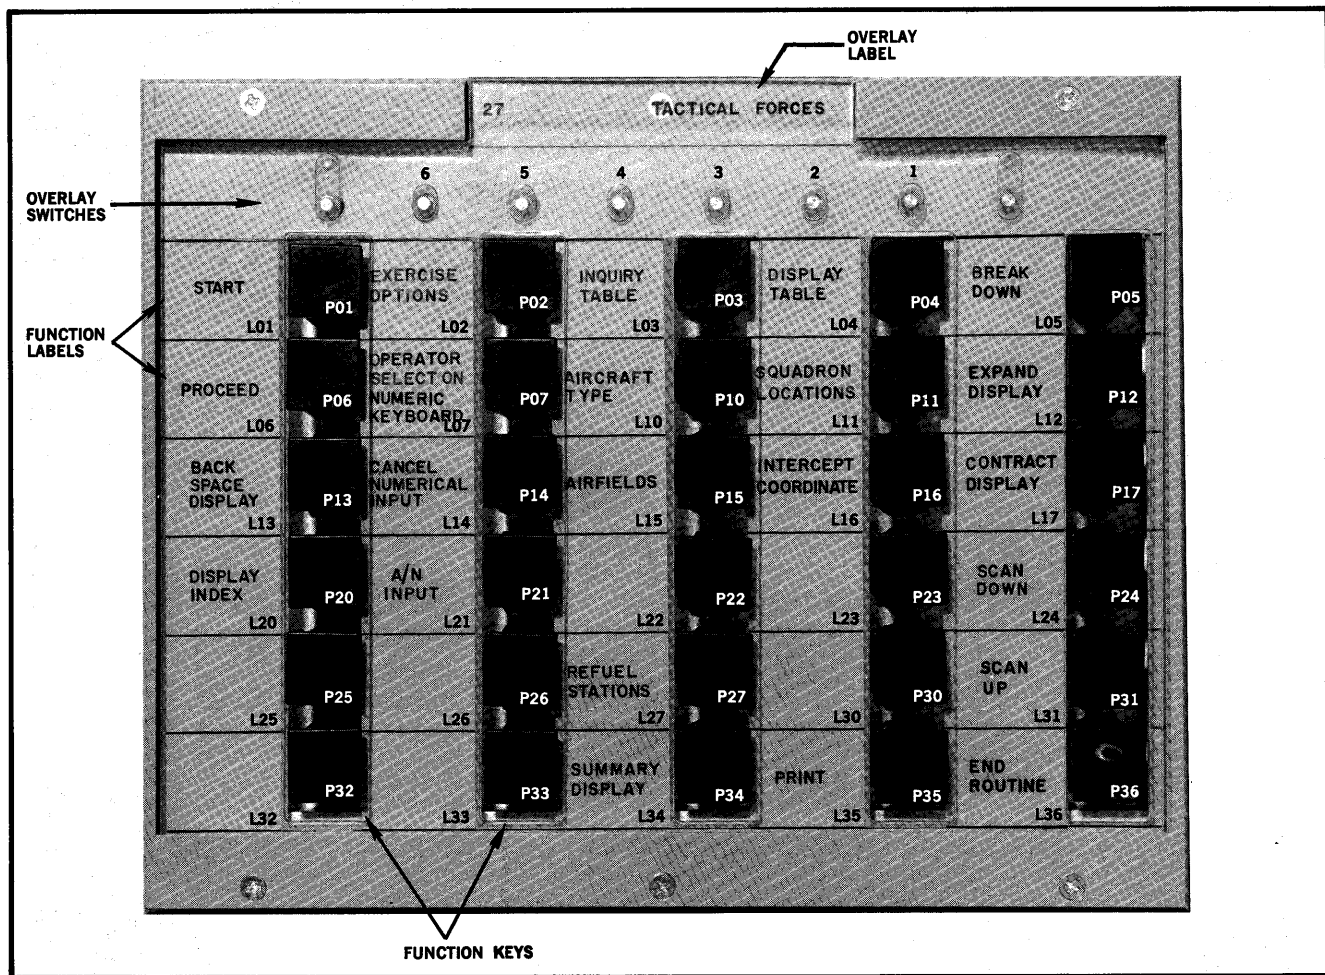 OVERLAY
LABEL
27 TACTICAL FORCES
OVERLAY
SWITCHES
6 5 4 3 2 1
FUNCTION
LABELS
START
L01
P01
EXERCISE
OPTIONS
L02
P02
INQUIRY
TABLE
L03
P03
DISPLAY
TABLE
L04
P04
BREAK
DOWN
L05
P05
PROCEED
L06
P06
OPERATOR
SELECT ON
NUMERIC
KEYBOARD
L07
P07
AIRCRAFT
TYPE
L10
P10
SQUADRON
LOCATIONS
L11
P11
EXPAND
DISPLAY
L12
P12
BACK
SPACE
DISPLAY
L13
P13
CANCEL
NUMERICAL
INPUT
L14
P14
AIRFIELDS
L15
P15
INTERCEPT
COORDINATE
L16
P16
CONTRACT
DISPLAY
L17
P17
DISPLAY
INDEX
L20
P20
A/N
INPUT
L21
P21
L22
P22
L23
P23
SCAN
DOWN
L24
P24
L25
P25
L26
P26
REFUEL
STATIONS
L27
P27
L30
P30
SCAN
UP
L31
P31
L32
P32
L33
P33
SUMMARY
DISPLAY
L34
P34
PRINT
L35
P35
END
ROUTINE
L36
P36
FUNCTION KEYS